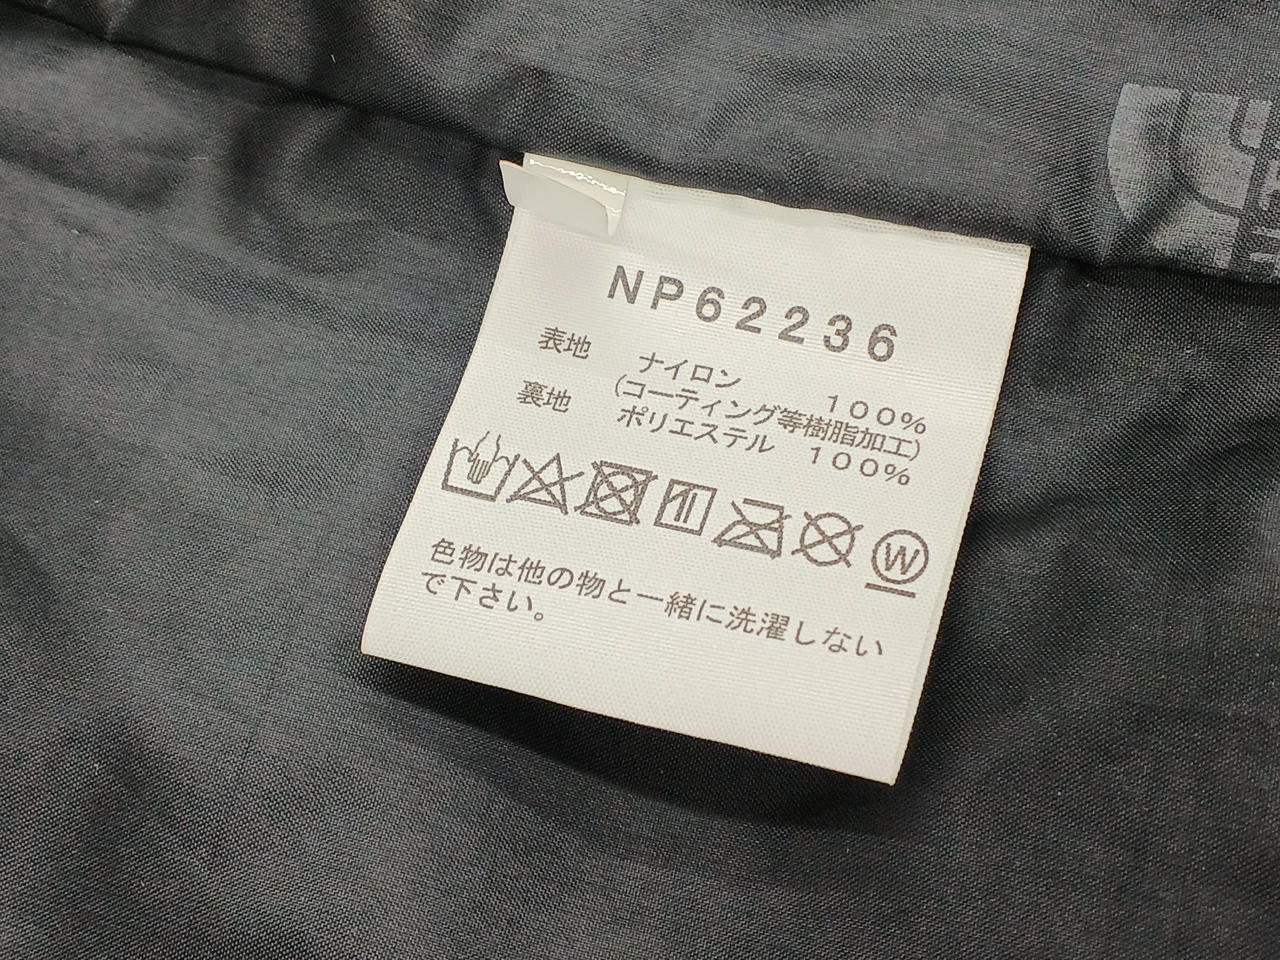 NP62236
表地 ナイロン 100%
(コーティング等樹脂加工)
裏地 ポリエステル 100%
W
色物は他の物と一緒に洗濯しない
で下さい。